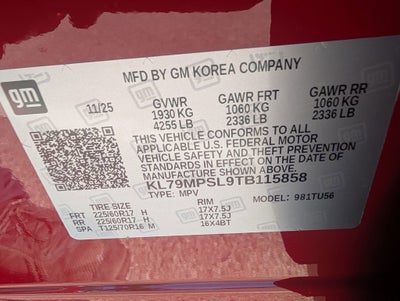 MFD BY GM KOREA COMPANY
gm
11/25 GVWR GAWR FRT GAWR RR
1930 KG 1060 KG 1060 KG
4255 LB 2336 LB 2336 LB
THIS VEHICLE CONFORMS TO ALL
APPLICABLE U.S. FEDERAL MOTOR
VEHICLE SAFETY AND THEFT PREVENTION
STANDARDS IN EFFECT ON THE DATE OF
MANUFACTURE SHOWN ABOVE.
KL79MPSL9TB115858
TYPE: MPV MODEL: 981TU56
TIRE SIZE RIM
FRT 225/60R17 H 17X7.5J
RR 225/60R17 H 17X7.5J
SPA T125/70R16 M 16X4BT